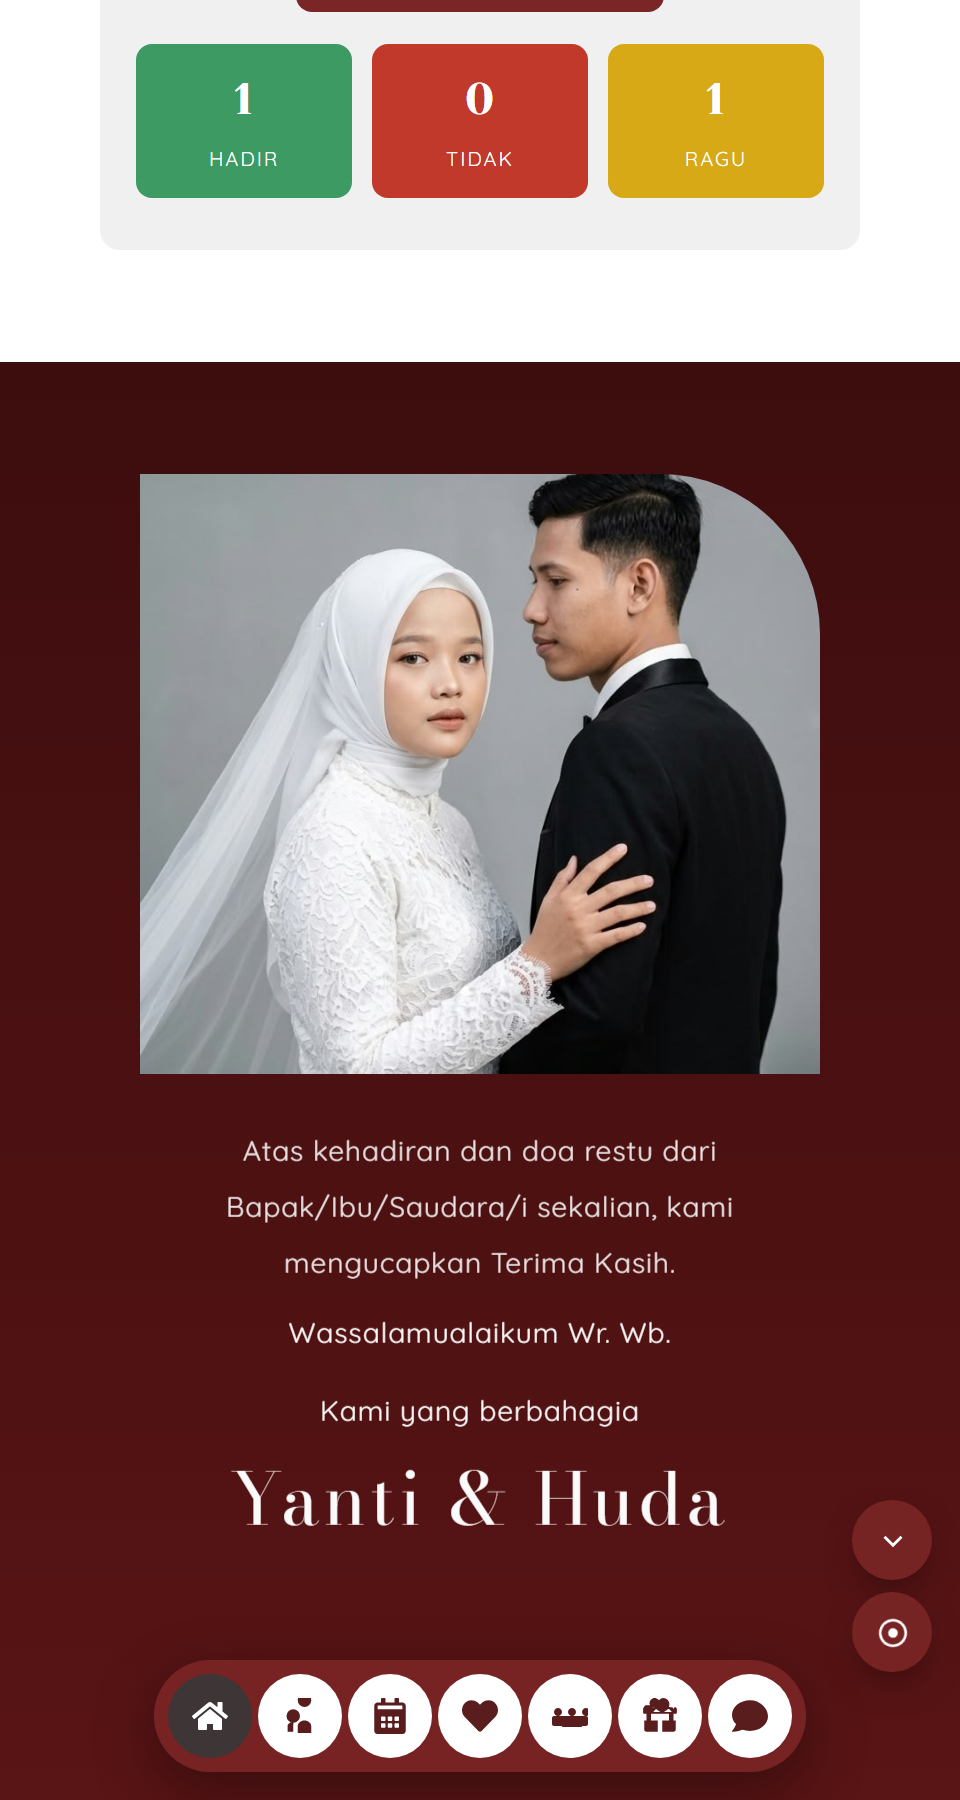 1
HADIR
0
TIDAK
1
RAGU
Atas kehadiran dan doa restu dari
Bapak/Ibu/Saudara/i sekalian, kami
mengucapkan Terima Kasih.
Wassalamualaikum Wr. Wb.
Kami yang berbahagia
Yanti & Huda